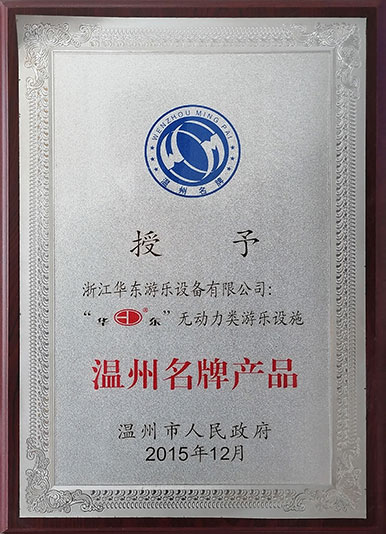 WENZHOU MING PAI
温州名牌
授 予
浙江华东游乐设备有限公司：
“华®东”无动力类游乐设施
温州名牌产品
温州市人民政府
2015年12月